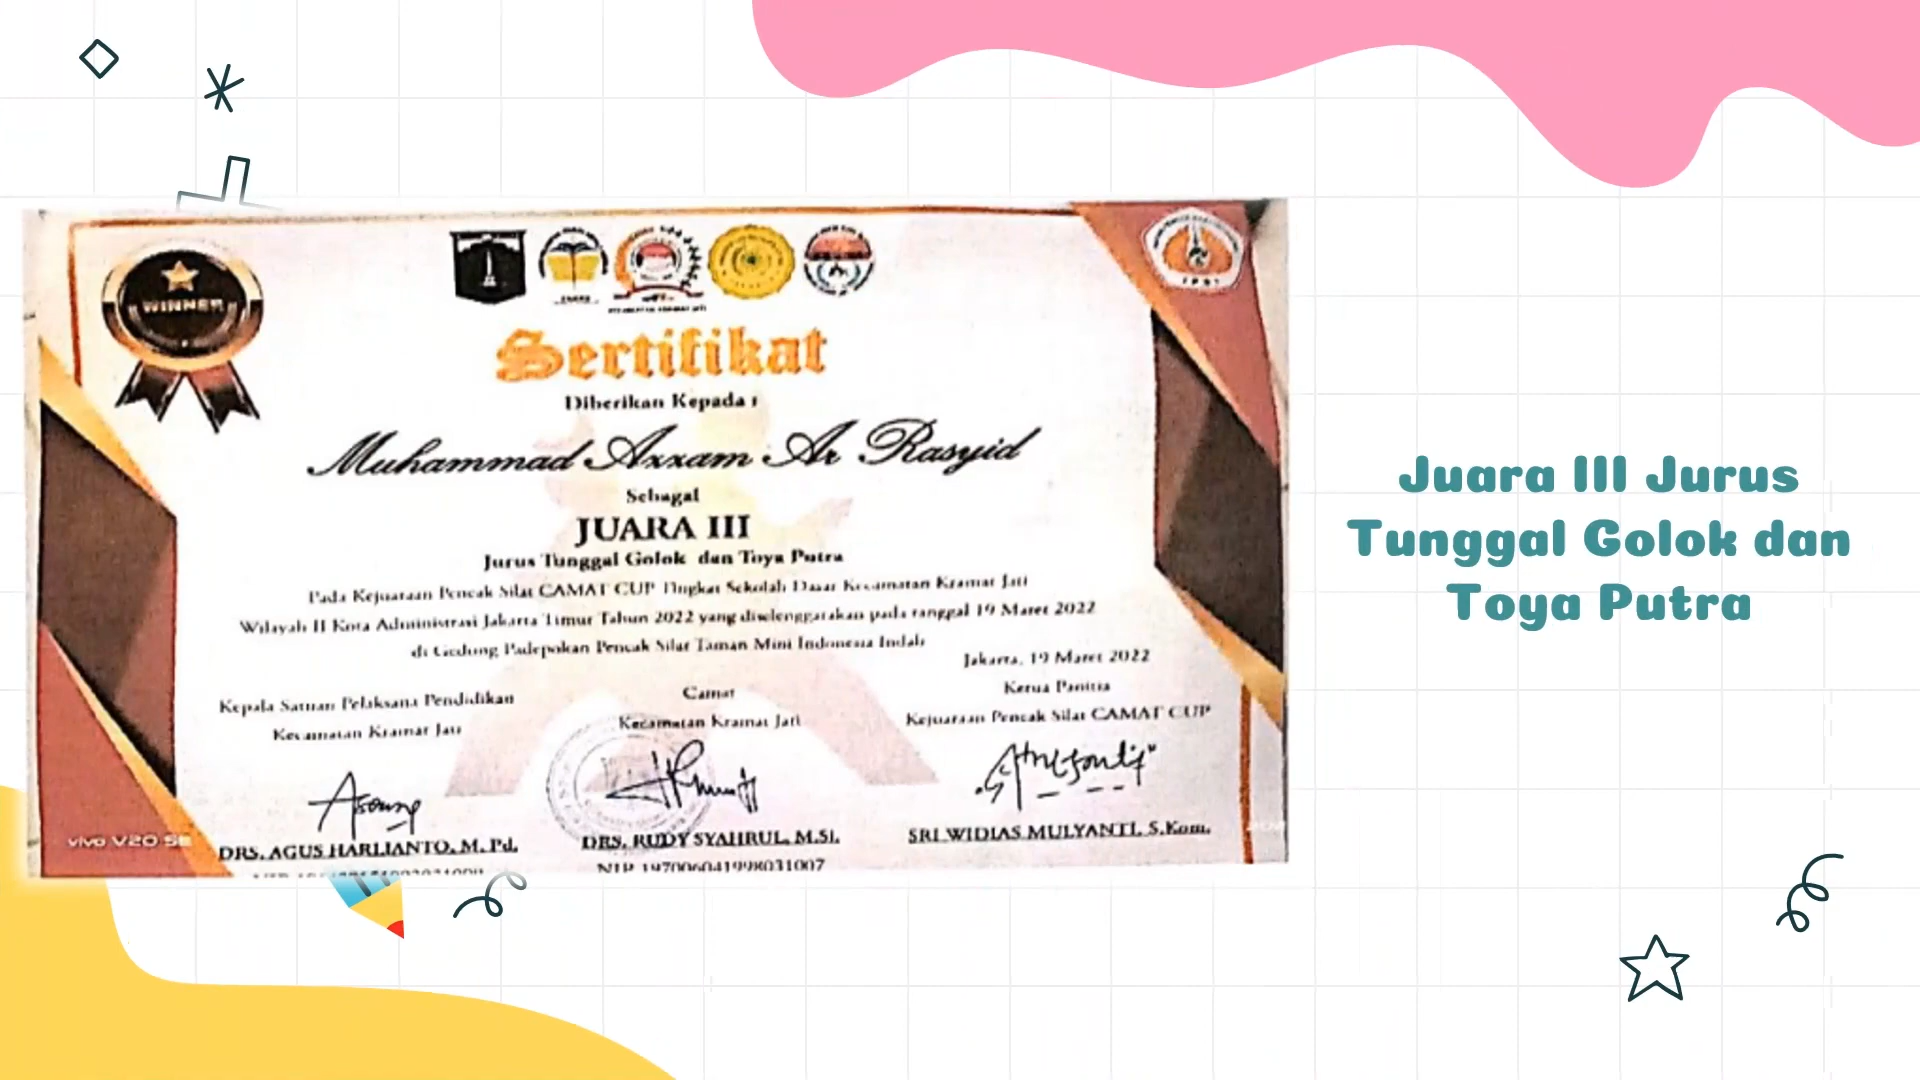 WINNER
IPSI
Sertifikat
Diberikan Kepada :
Muhammad Azzam Ar Rasyid
Sebagai
JUARA III
Jurus Tunggal Golok dan Toya Putra
Pada Kejuaraan Pencak Silat CAMAT CUP Tingkat Sekolah Dasar Kecamatan Kramat Jati
Wilayah II Kota Administrasi Jakarta Timur Tahun 2022 yang diselenggarakan pada tanggal 19 Maret 2022
di Gedung Padepokan Pencak Silat Taman Mini Indonesia Indah
Jakarta, 19 Maret 2022
Kepala Satuan Pelaksana Pendidikan
Kecamatan Kramat Jati
Camat
Kecamatan Kramat Jati
Ketua Panitia
Kejuaraan Pencak Silat CAMAT CUP
DRS. AGUS HARLIANTO, M. Pd.
DRS. RUDY SYAHRUL, M.Si.
NIP 197006041998031007
SRI WIDIAS MULYANTI, S.Kom.
vivo V20 SE
Juara III Jurus
Tunggal Golok dan
Toya Putra